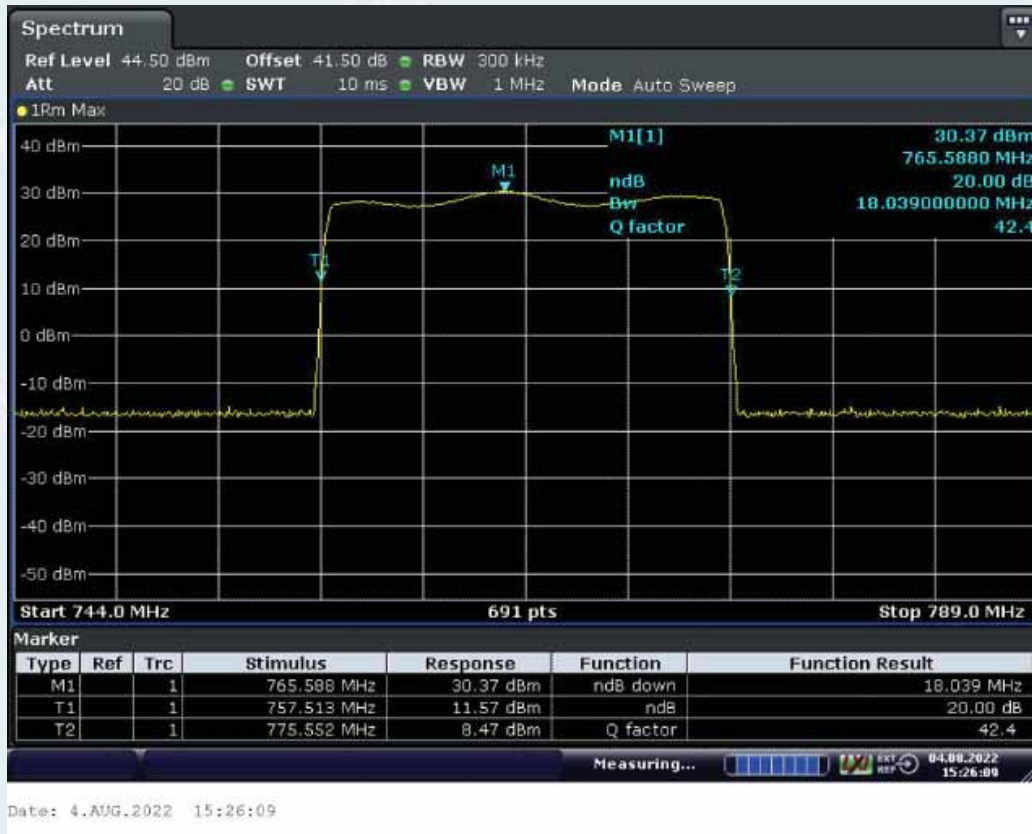 Spectrum
Ref Level 44.50 dBm Offset 41.50 dB RBW 300 kHz
Att 20 dB SWT 10 ms VBW 1 MHz Mode Auto Sweep
1Rm Max
M1[1] 30.37 dBm
765.5880 MHz
ndB 20.00 dB
Bw 18.039000000 MHz
Q factor 42.4
40 dBm
30 dBm
20 dBm
10 dBm
0 dBm
-10 dBm
-20 dBm
-30 dBm
-40 dBm
-50 dBm
M1
T1
T2
Start 744.0 MHz 691 pts Stop 789.0 MHz
Marker
Type Ref Trc Stimulus Response Function Function Result
M1 1 765.588 MHz 30.37 dBm ndB down 18.039 MHz
T1 1 757.513 MHz 11.57 dBm ndB 20.00 dB
T2 1 775.552 MHz 8.47 dBm Q factor 42.4
Measuring... LXI EXT REF 04.08.2022
15:26:09
Date: 4.AUG.2022 15:26:09